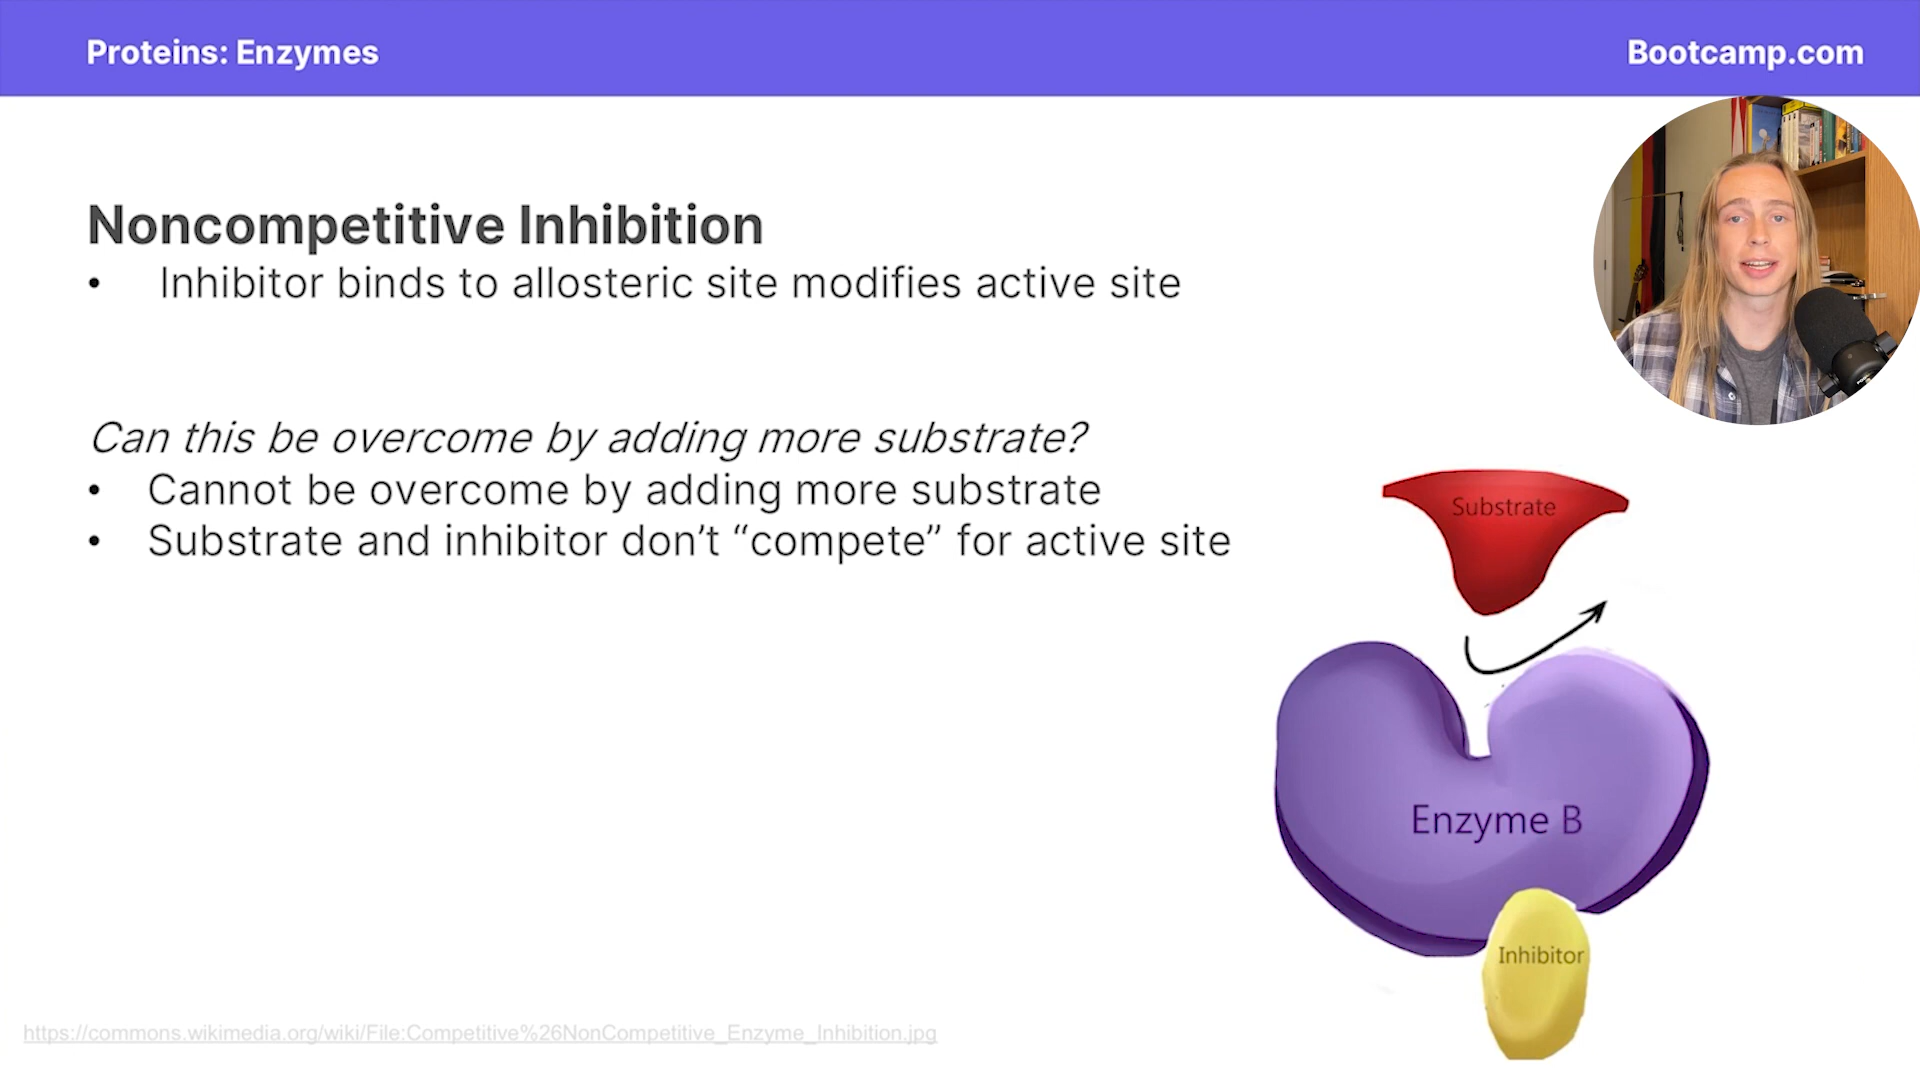 Proteins: Enzymes
Bootcamp.com
Noncompetitive Inhibition
• Inhibitor binds to allosteric site modifies active site
Can this be overcome by adding more substrate?
• Cannot be overcome by adding more substrate
• Substrate and inhibitor don’t “compete” for active site
Substrate
Enzyme B
Inhibitor
https://commons.wikimedia.org/wiki/File:Competitive%26NonCompetitive_Enzyme_Inhibition.jpg